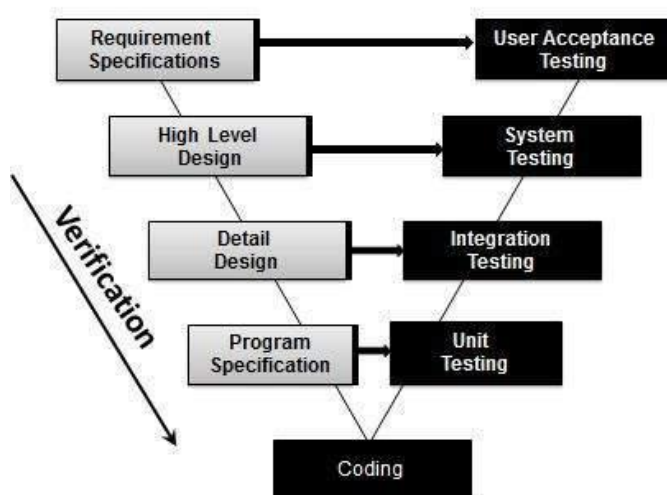 Requirement
Specifications
User Acceptance
Testing
High Level
Design
System
Testing
Verification
Detail
Design
Integration
Testing
Program
Specification
Unit
Testing
Coding